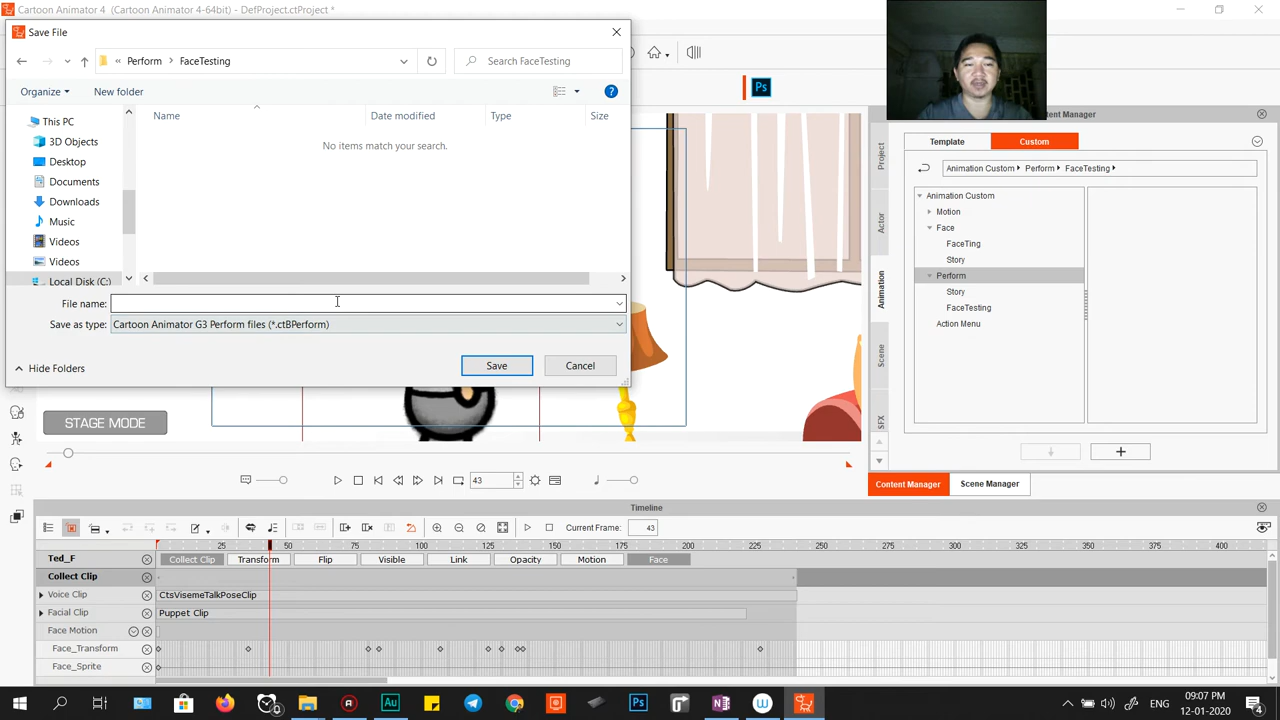 Cartoon Animator 4 (Cartoon Animator 4-64bit) - DefProject.ctProject *
Save File
« Perform FaceTesting
Search FaceTesting
Organize
New folder
Name
Date modified
Type
Size
This PC
3D Objects
Desktop
Documents
Downloads
Music
Videos
Videos
Local Disk (C:)
No items match your search.
File name:
Save as type: Cartoon Animator G3 Perform files (*.ctBPerform)
Hide Folders
Save
Cancel
Ps
ntent Manager
Template
Custom
Animation Custom Perform FaceTesting
Project
Actor
Animation
Scene
SFX
Animation Custom
Motion
Face
FaceTing
Story
Perform
Story
FaceTesting
Action Menu
Content Manager
Scene Manager
STAGE MODE
43
Timeline
Current Frame: 43
25 50 75 100 125 150 175 200 225 250 275 300 325 350 375 400
Ted_F
Collect Clip
Transform
Flip
Visible
Link
Opacity
Motion
Face
Collect Clip
Voice Clip
CtsVisemeTalkPoseClip
Facial Clip
Puppet Clip
Face Motion
Face_Transform
Face_Sprite
Au
Ps
ENG
09:07 PM
12-01-2020